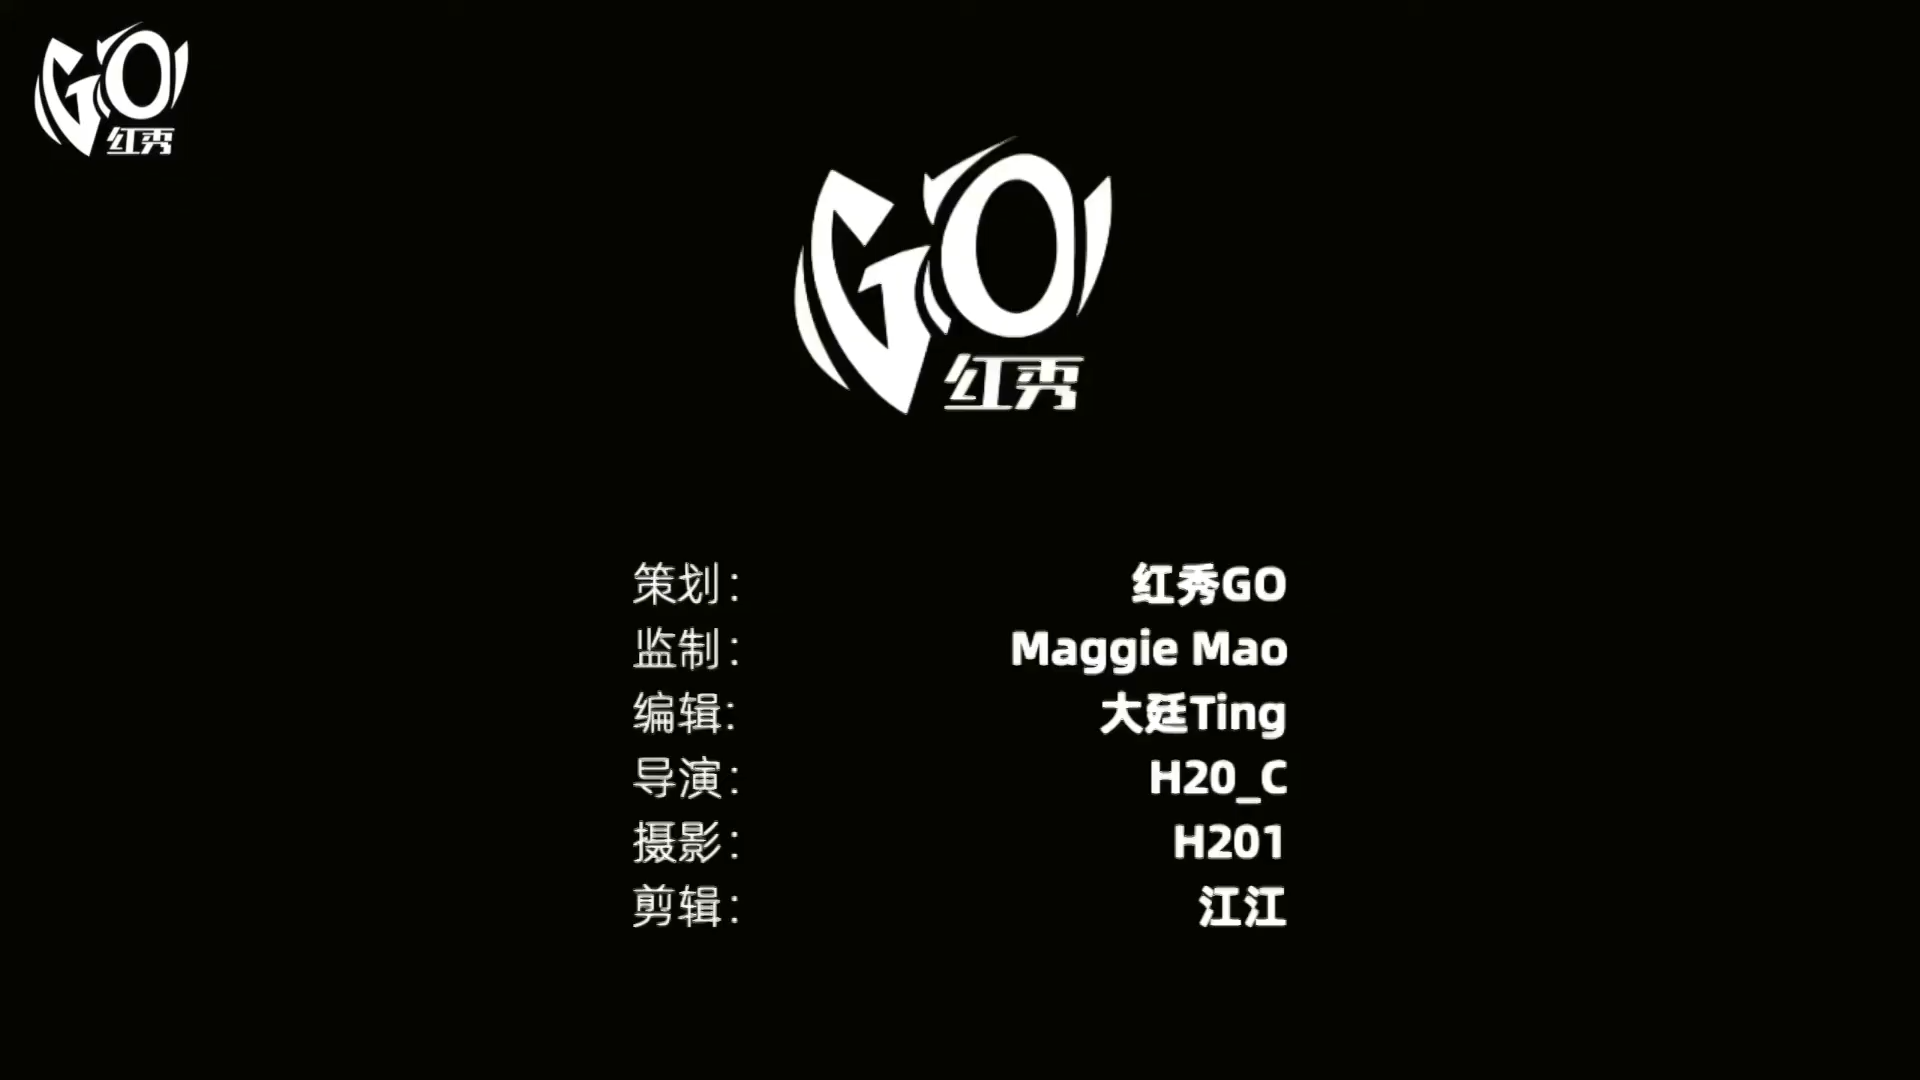 GO!
红秀
GO!
红秀
策划： 红秀GO
监制： Maggie Mao
编辑: 大廷Ting
导演： H20_C
摄影： H201
剪辑： 江江